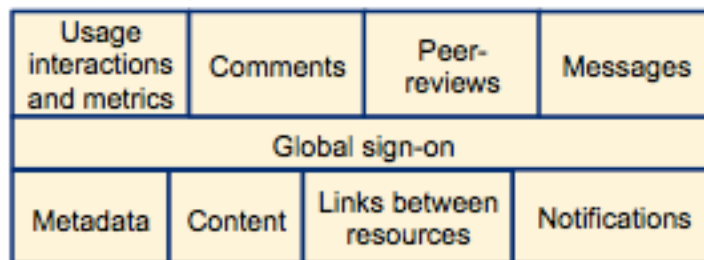 Usage
interactions
and metrics
Comments
Peer-
reviews
Messages
Global sign-on
Metadata
Content
Links between
resources
Notifications